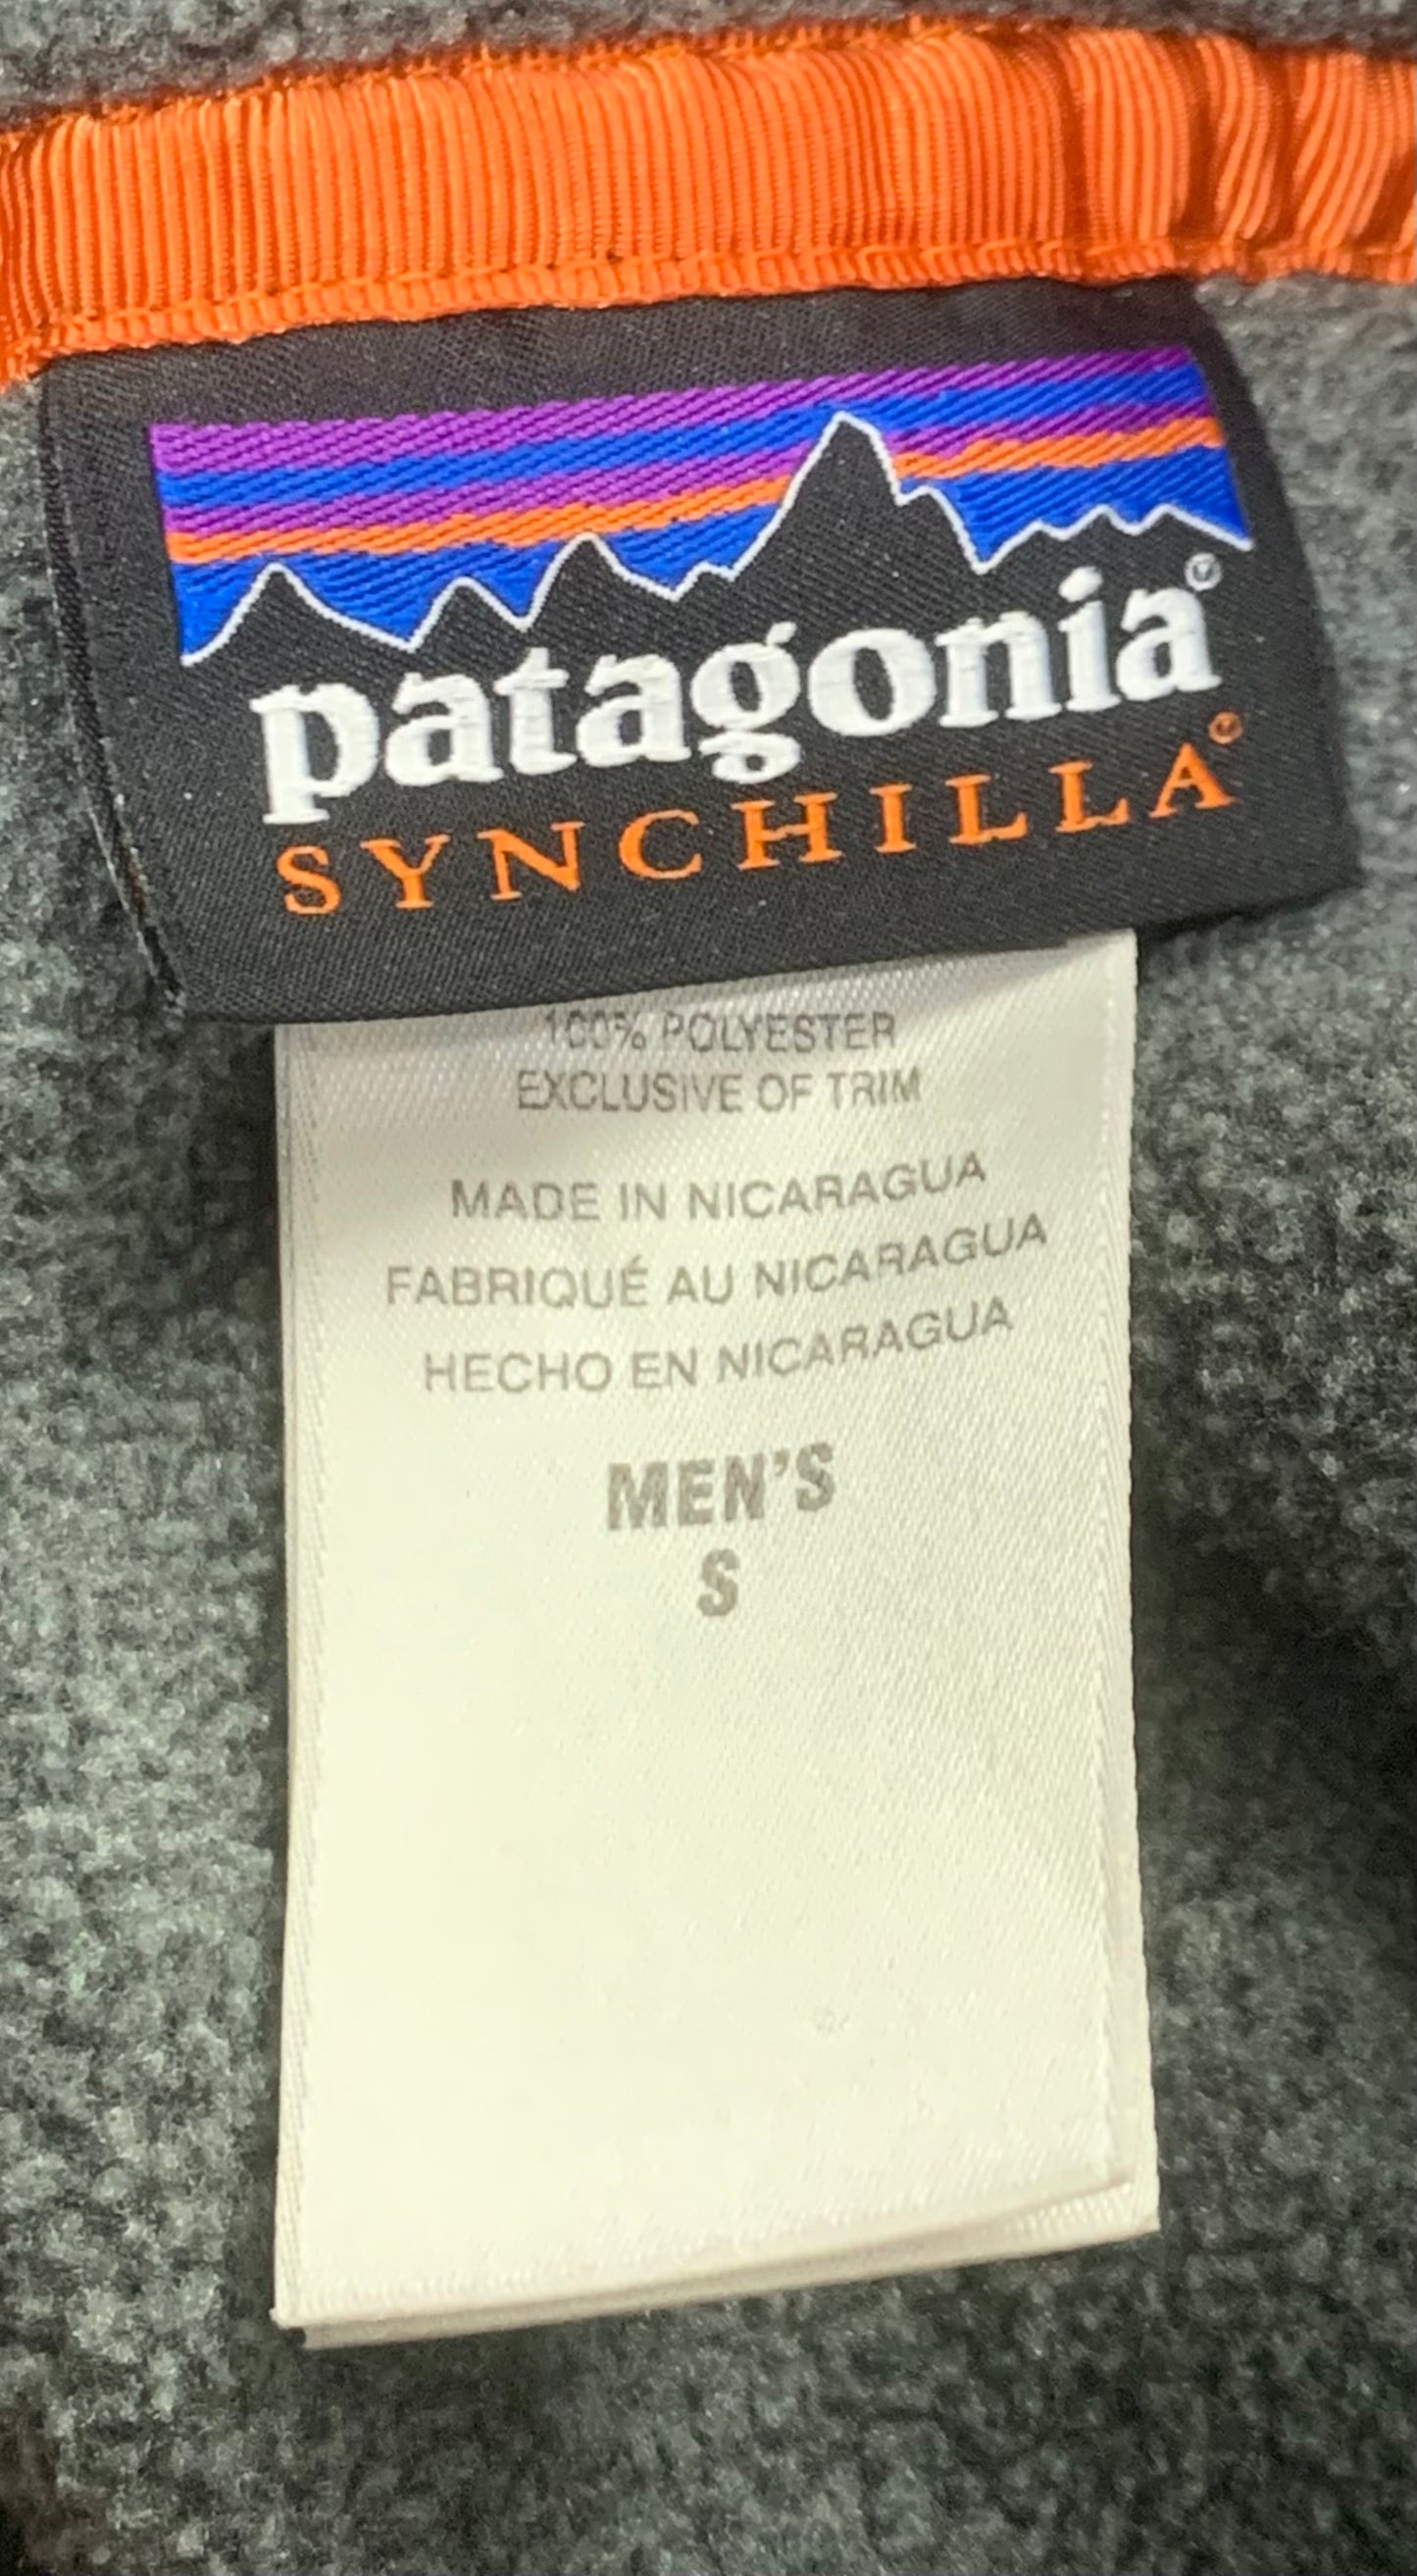 patagonia®
SYNCHILLA®
100% POLYESTER
EXCLUSIVE OF TRIM
MADE IN NICARAGUA
FABRIQUÉ AU NICARAGUA
HECHO EN NICARAGUA
MEN'S
S